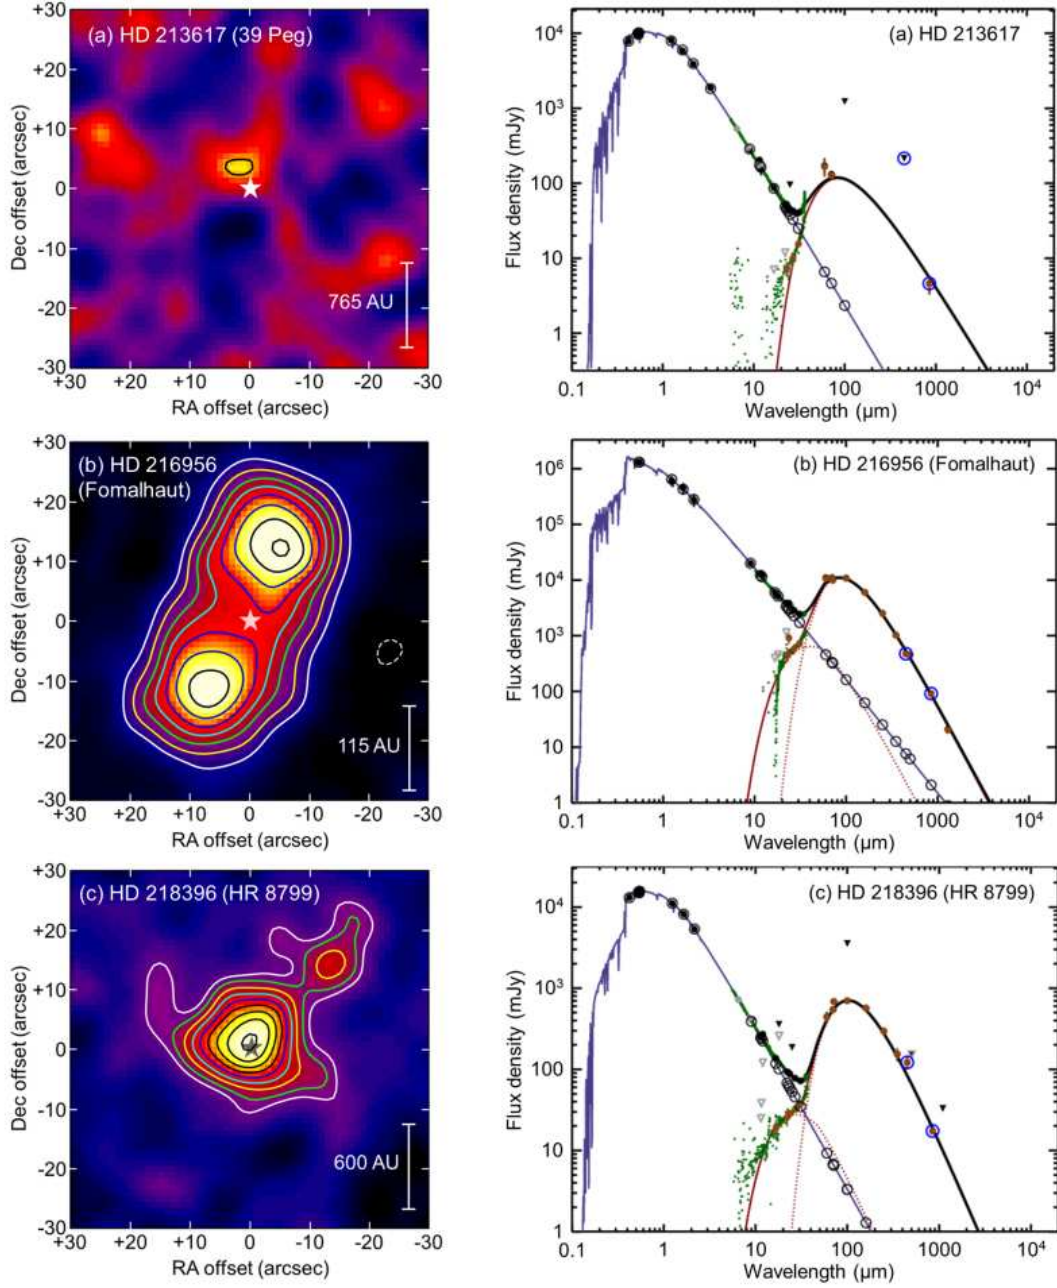 (a) HD 213617 (39 Peg)
Dec offset (arcsec)
+30
+20
+10
0
-10
-20
-30
765 AU
+30 +20 +10 0 -10 -20 -30
RA offset (arcsec)
(a) HD 213617
Flux density (mJy)
10⁴
10³
100
10
1
0.1 1 10 100 1000 10⁴
Wavelength (µm)
(b) HD 216956
(Fomalhaut)
Dec offset (arcsec)
+30
+20
+10
0
-10
-20
-30
115 AU
+30 +20 +10 0 -10 -20 -30
RA offset (arcsec)
(b) HD 216956 (Fomalhaut)
Flux density (mJy)
10⁶
10⁵
10⁴
10³
100
10
1
0.1 1 10 100 1000 10⁴
Wavelength (µm)
(c) HD 218396 (HR 8799)
Dec offset (arcsec)
+30
+20
+10
0
-10
-20
-30
600 AU
+30 +20 +10 0 -10 -20 -30
RA offset (arcsec)
(c) HD 218396 (HR 8799)
Flux density (mJy)
10⁴
10³
100
10
1
0.1 1 10 100 1000 10⁴
Wavelength (µm)